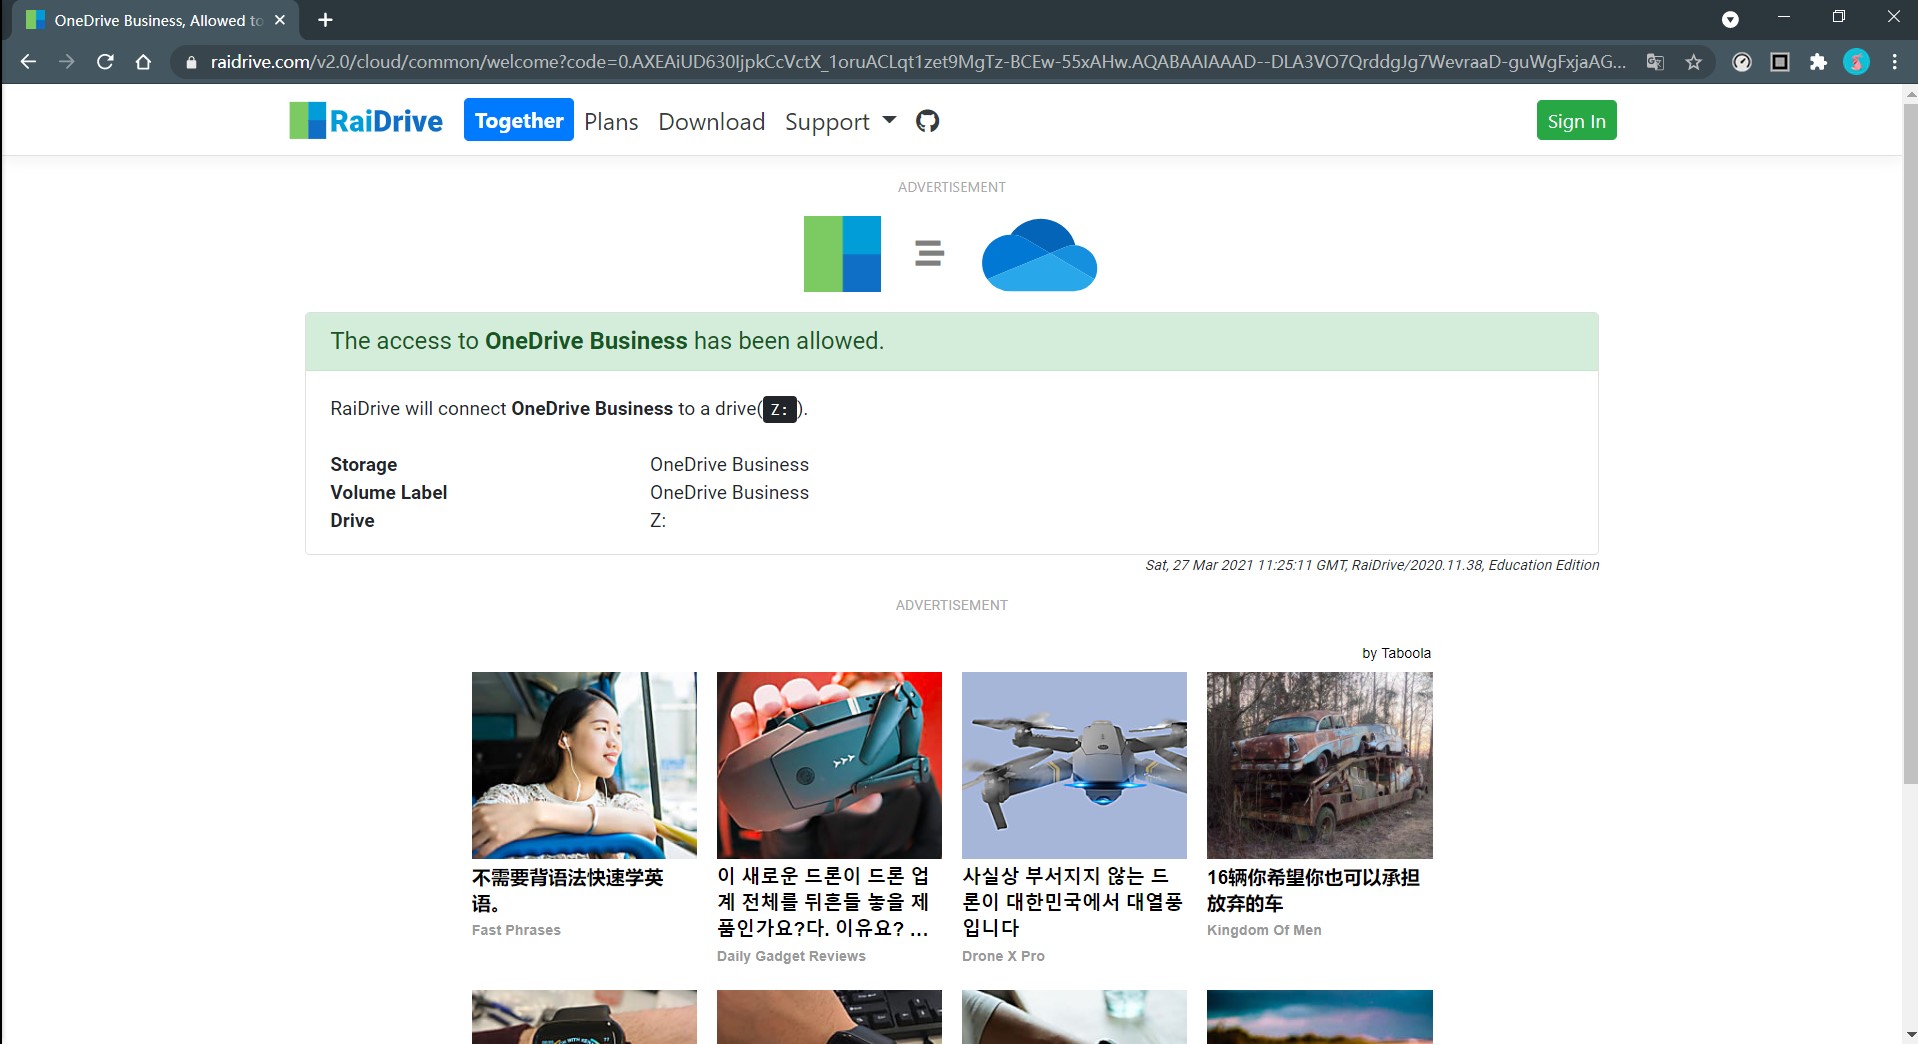 OneDrive Business, Allowed to
raidrive.com/v2.0/cloud/common/welcome?code=0.AXEAiUD630IjpkCcVctX_1oruACLqt1zet9MgTz-BCEw-55xAHw.AQABAAIAAAD--DLA3VO7QrddgJg7WevraaD-guWgFxjaAG...
RaiDrive Together Plans Download Support Sign In
ADVERTISEMENT
The access to OneDrive Business has been allowed.
RaiDrive will connect OneDrive Business to a drive(Z:).
Storage OneDrive Business
Volume Label OneDrive Business
Drive Z:
Sat, 27 Mar 2021 11:25:11 GMT, RaiDrive/2020.11.38, Education Edition
ADVERTISEMENT
by Taboola
不需要背语法快速学英
语。
Fast Phrases
이 새로운 드론이 드론 업
계 전체를 뒤흔들 놓을 제
품인가요?다. 이유요? ...
Daily Gadget Reviews
사실상 부서지지 않는 드
론이 대한민국에서 대열풍
입니다
Drone X Pro
16辆你希望你也可以承担
放弃的车
Kingdom Of Men